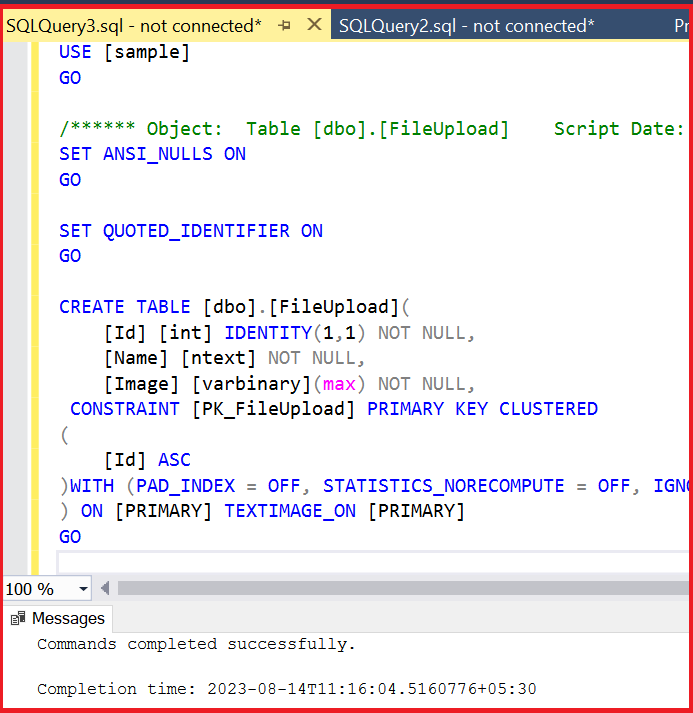 SQLQuery3.sql - not connected* SQLQuery2.sql - not connected*
USE [sample]
GO
/****** Object:  Table [dbo].[FileUpload]    Script Date:
SET ANSI_NULLS ON
GO
SET QUOTED_IDENTIFIER ON
GO
CREATE TABLE [dbo].[FileUpload](
    [Id] [int] IDENTITY(1,1) NOT NULL,
    [Name] [ntext] NOT NULL,
    [Image] [varbinary](max) NOT NULL,
 CONSTRAINT [PK_FileUpload] PRIMARY KEY CLUSTERED
(
    [Id] ASC
)WITH (PAD_INDEX = OFF, STATISTICS_NORECOMPUTE = OFF,
) ON [PRIMARY] TEXTIMAGE_ON [PRIMARY]
GO
100 %
Messages
Commands completed successfully.
Completion time: 2023-08-14T11:16:04.5160776+05:30